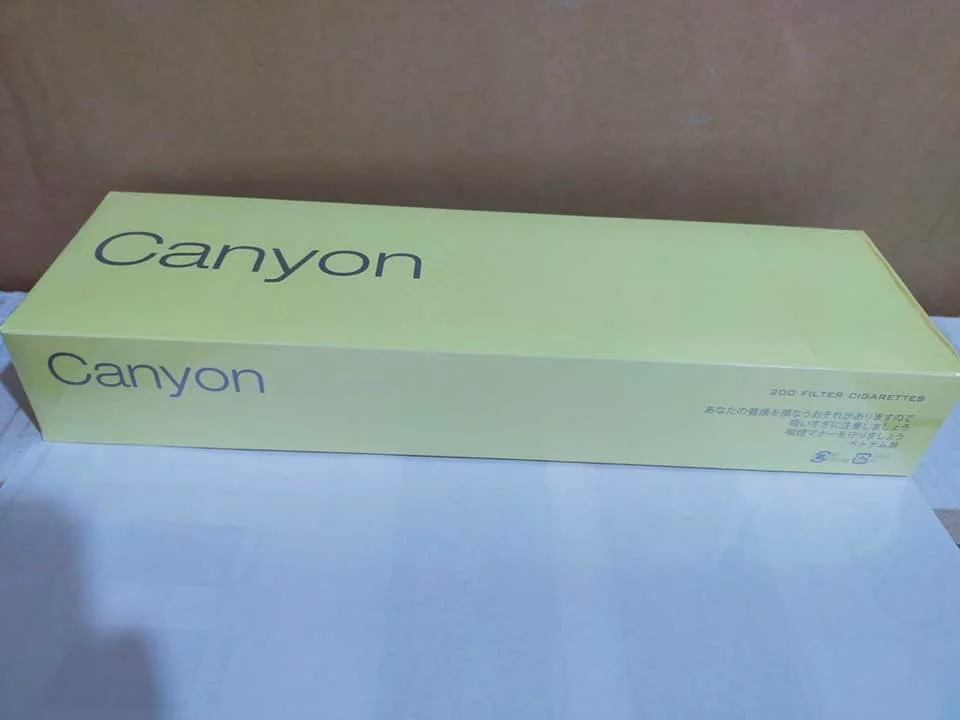 Canyon
Canyon
200 FILTER CIGARETTES
あなたの健康を損なうおそれがありますので
吸いすぎに注意しましょう
喫煙マナーを守りましょう
ベトナム製